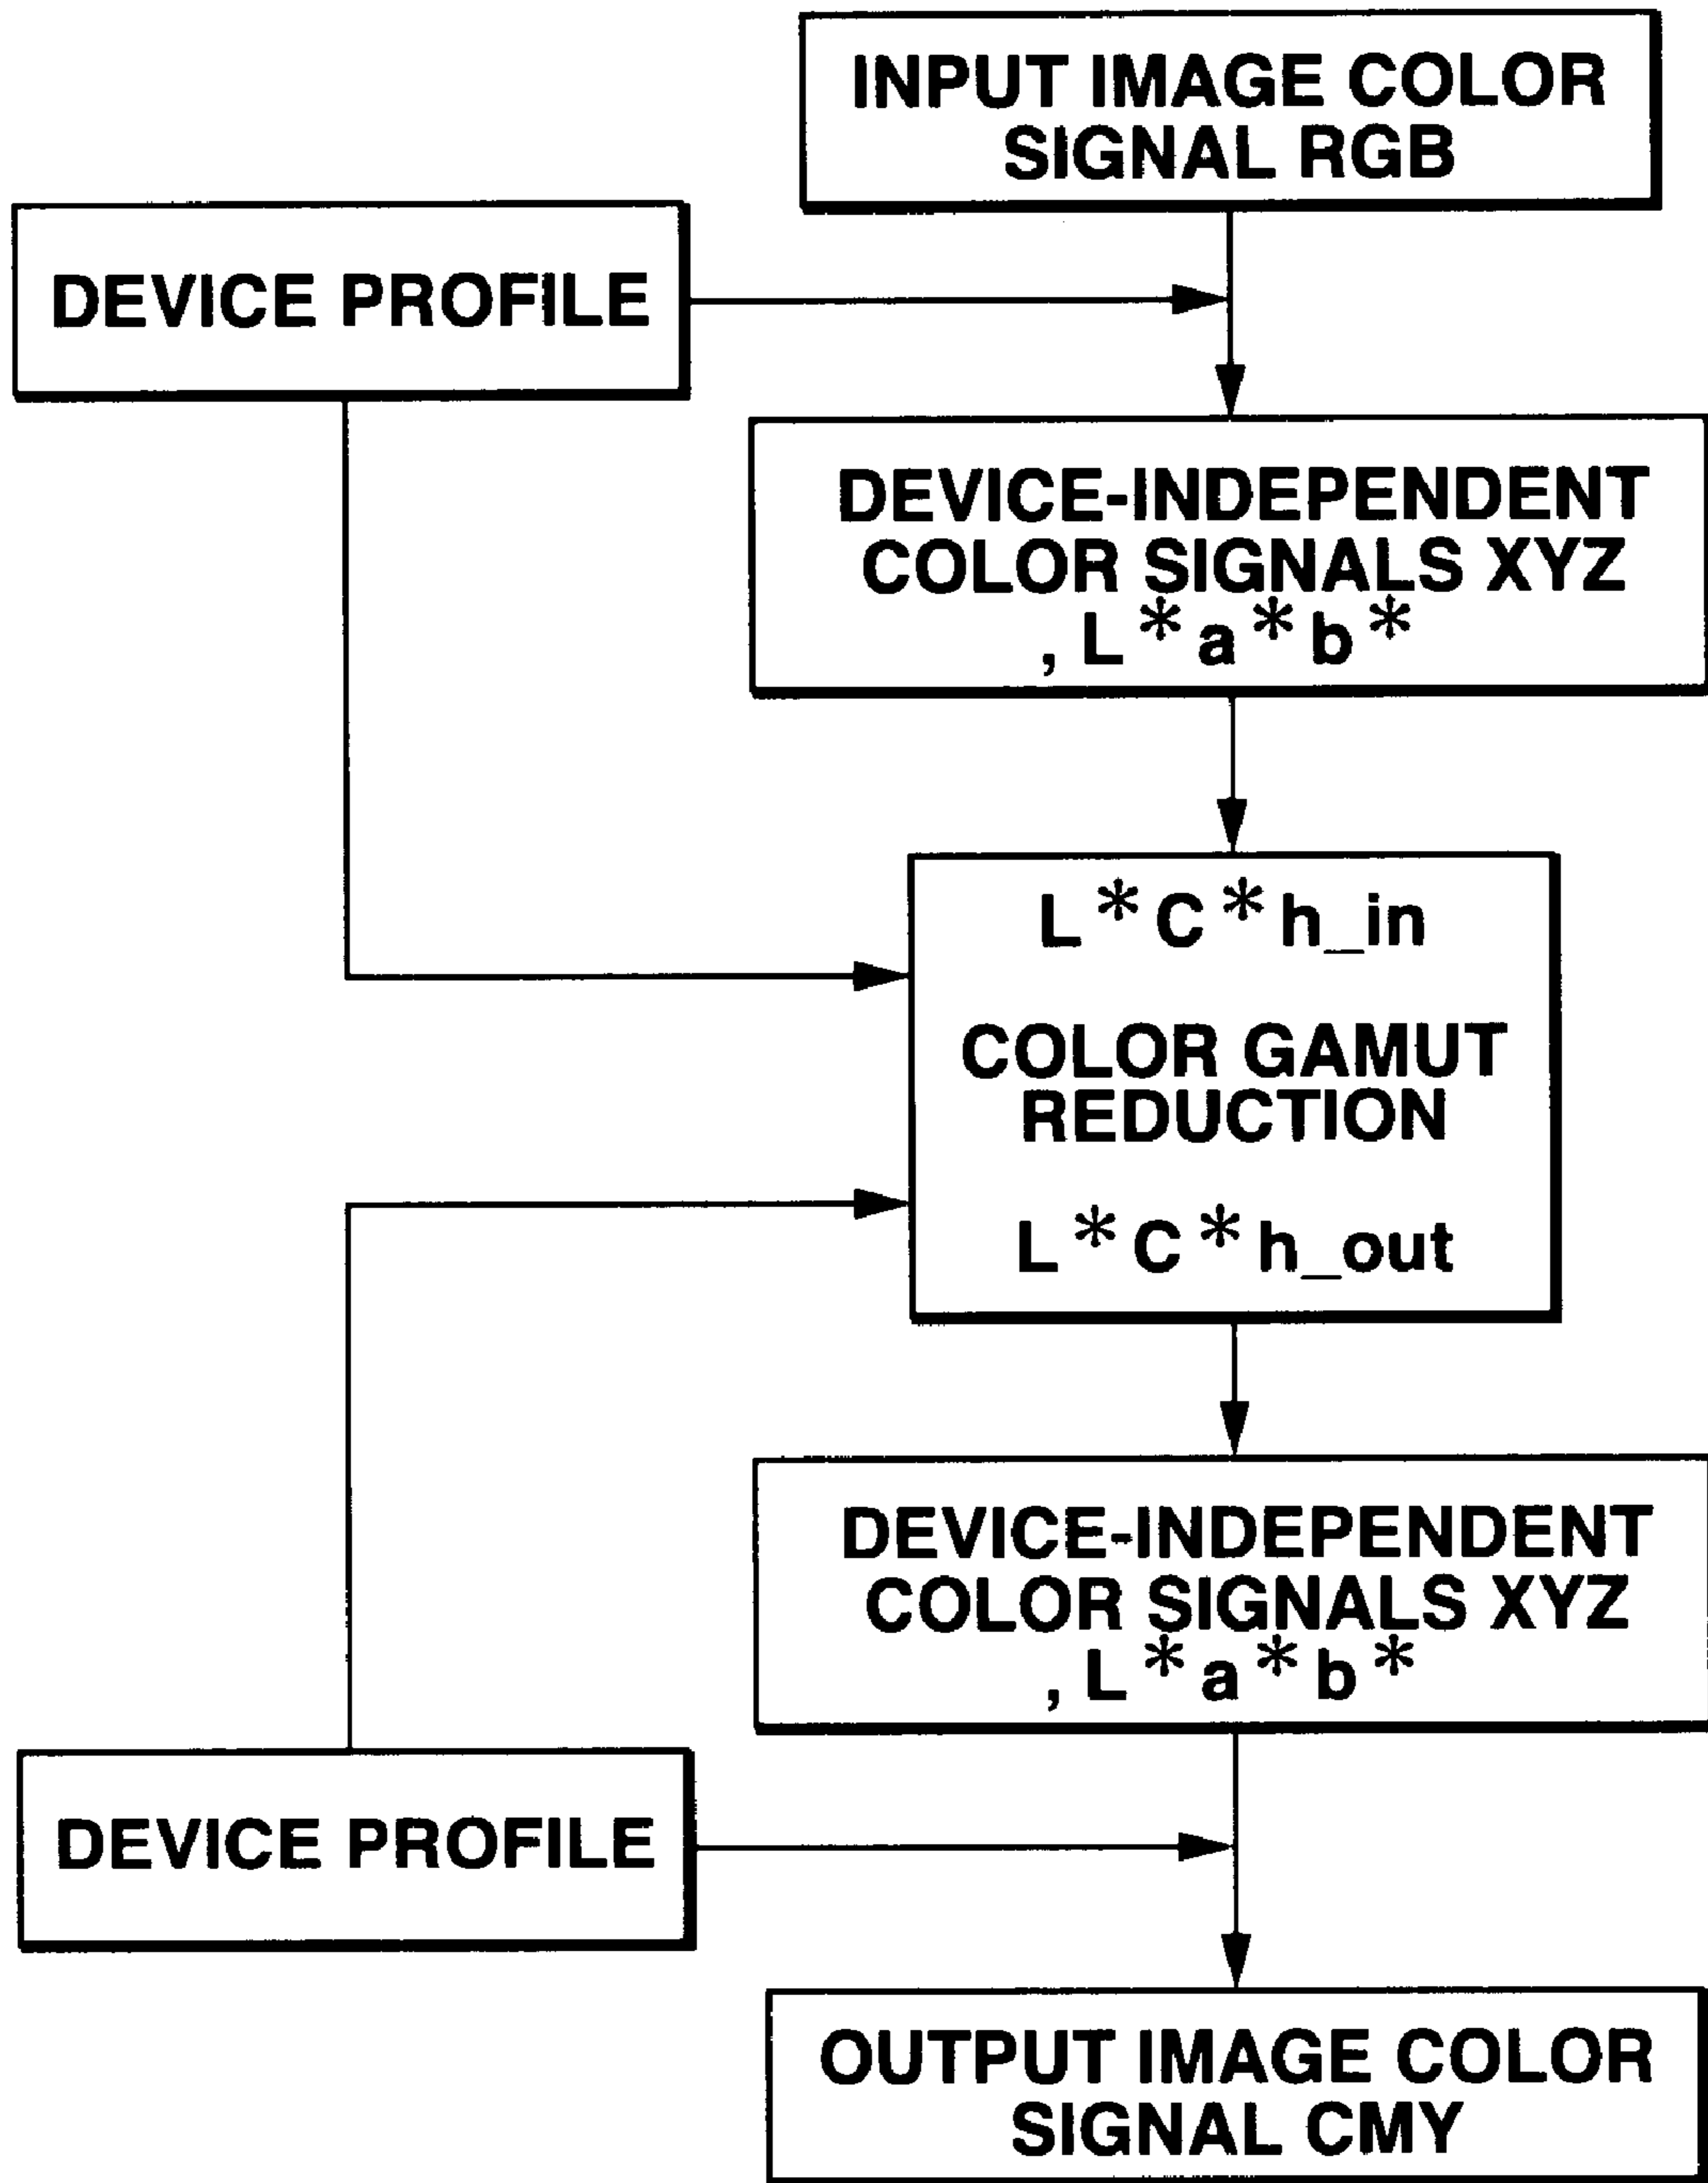 INPUT IMAGE COLOR
SIGNAL RGB
DEVICE PROFILE
DEVICE-INDEPENDENT
COLOR SIGNALS XYZ
, L*a*b*
L*C*h_in
COLOR GAMUT
REDUCTION
L*C*h_out
DEVICE-INDEPENDENT
COLOR SIGNALS XYZ
, L*a*b*
DEVICE PROFILE
OUTPUT IMAGE COLOR
SIGNAL CMY